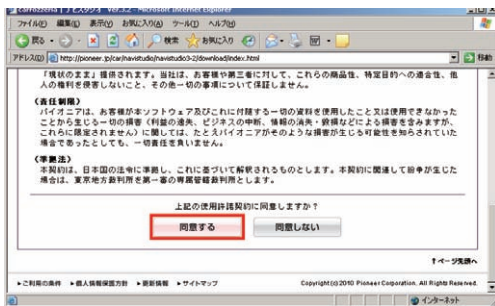 carrozzeria | ナビスタジオ Ver.3.2 - Microsoft Internet Explorer
ファイル(F) 編集(E) 表示(V) お気に入り(A) ツール(T) ヘルプ(H)
戻る 検索 お気に入り
アドレス(D) http://pioneer.jp/car/navistudio/navistudio3-2/download/index.html 移動
「現状のまま」提供されます。当社は、お客様や第三者に対して、これらの商品性、特定目的への適合性、他
人の権利を侵害しないこと、その他一切の事項について保証しません。
(責任制限)
パイオニアは、お客様が本ソフトウェア及びこれに付随する一切の資料を使用したこと又は使用できなかった
ことから生じる一切の損害(利益の遺失、ビジネスの中断、情報の消失・毀損などによる損害を含みますが、
これらに限定されません)に関しては、たとえパイオニアがそのような損害が生じる可能性を知らされていた
場合であったとしても、一切責任を負いません。
(準拠法)
本契約は、日本国の法令に準拠し、これに基づいて解釈されるものとします。本契約に関連して紛争が生じた
場合は、東京地方裁判所を第一審の専属管轄裁判所とします。
上記の使用許諾契約に同意しますか?
同意する 同意しない
↑ページ先頭へ
▸ご利用の条件 ▸個人情報保護方針 ▸更新情報 ▸サイトマップ Copyright(c)2010 Pioneer Corporation, All Rights Reserved.
インターネット